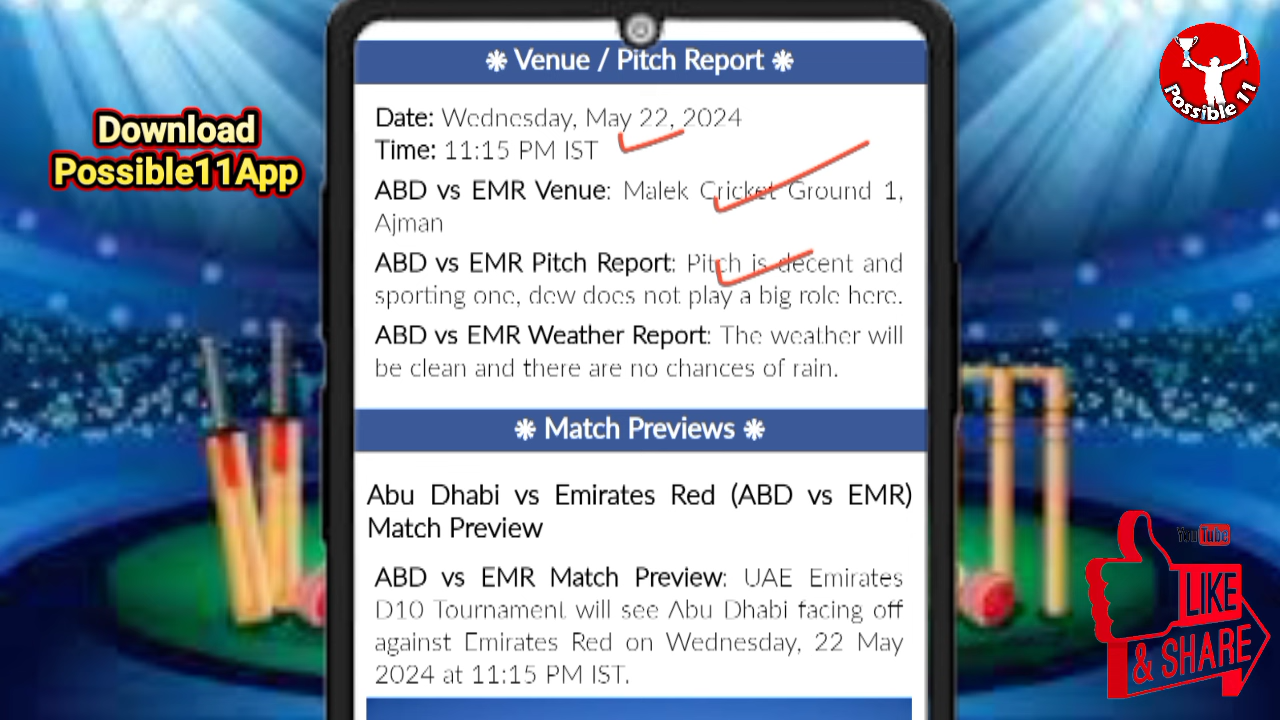 Download
Possible11App
Possible 11
❋ Venue / Pitch Report ❋
Date: Wednesday, May 22, 2024
Time: 11:15 PM IST
ABD vs EMR Venue: Malek Cricket Ground 1,
Ajman
ABD vs EMR Pitch Report: Pitch is decent and
sporting one, dew does not play a big role here.
ABD vs EMR Weather Report: The weather will
be clean and there are no chances of rain.
❋ Match Previews ❋
Abu Dhabi vs Emirates Red (ABD vs EMR)
Match Preview
ABD vs EMR Match Preview: UAE Emirates
D10 Tournament will see Abu Dhabi facing off
against Emirates Red on Wednesday, 22 May
2024 at 11:15 PM IST.
YouTube
LIKE
& SHARE